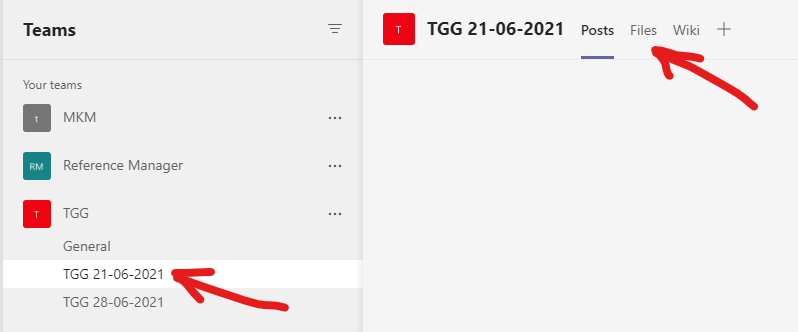 Teams
Your teams
t MKM
RM Reference Manager
T TGG
General
TGG 21-06-2021
TGG 28-06-2021
T TGG 21-06-2021 Posts Files Wiki